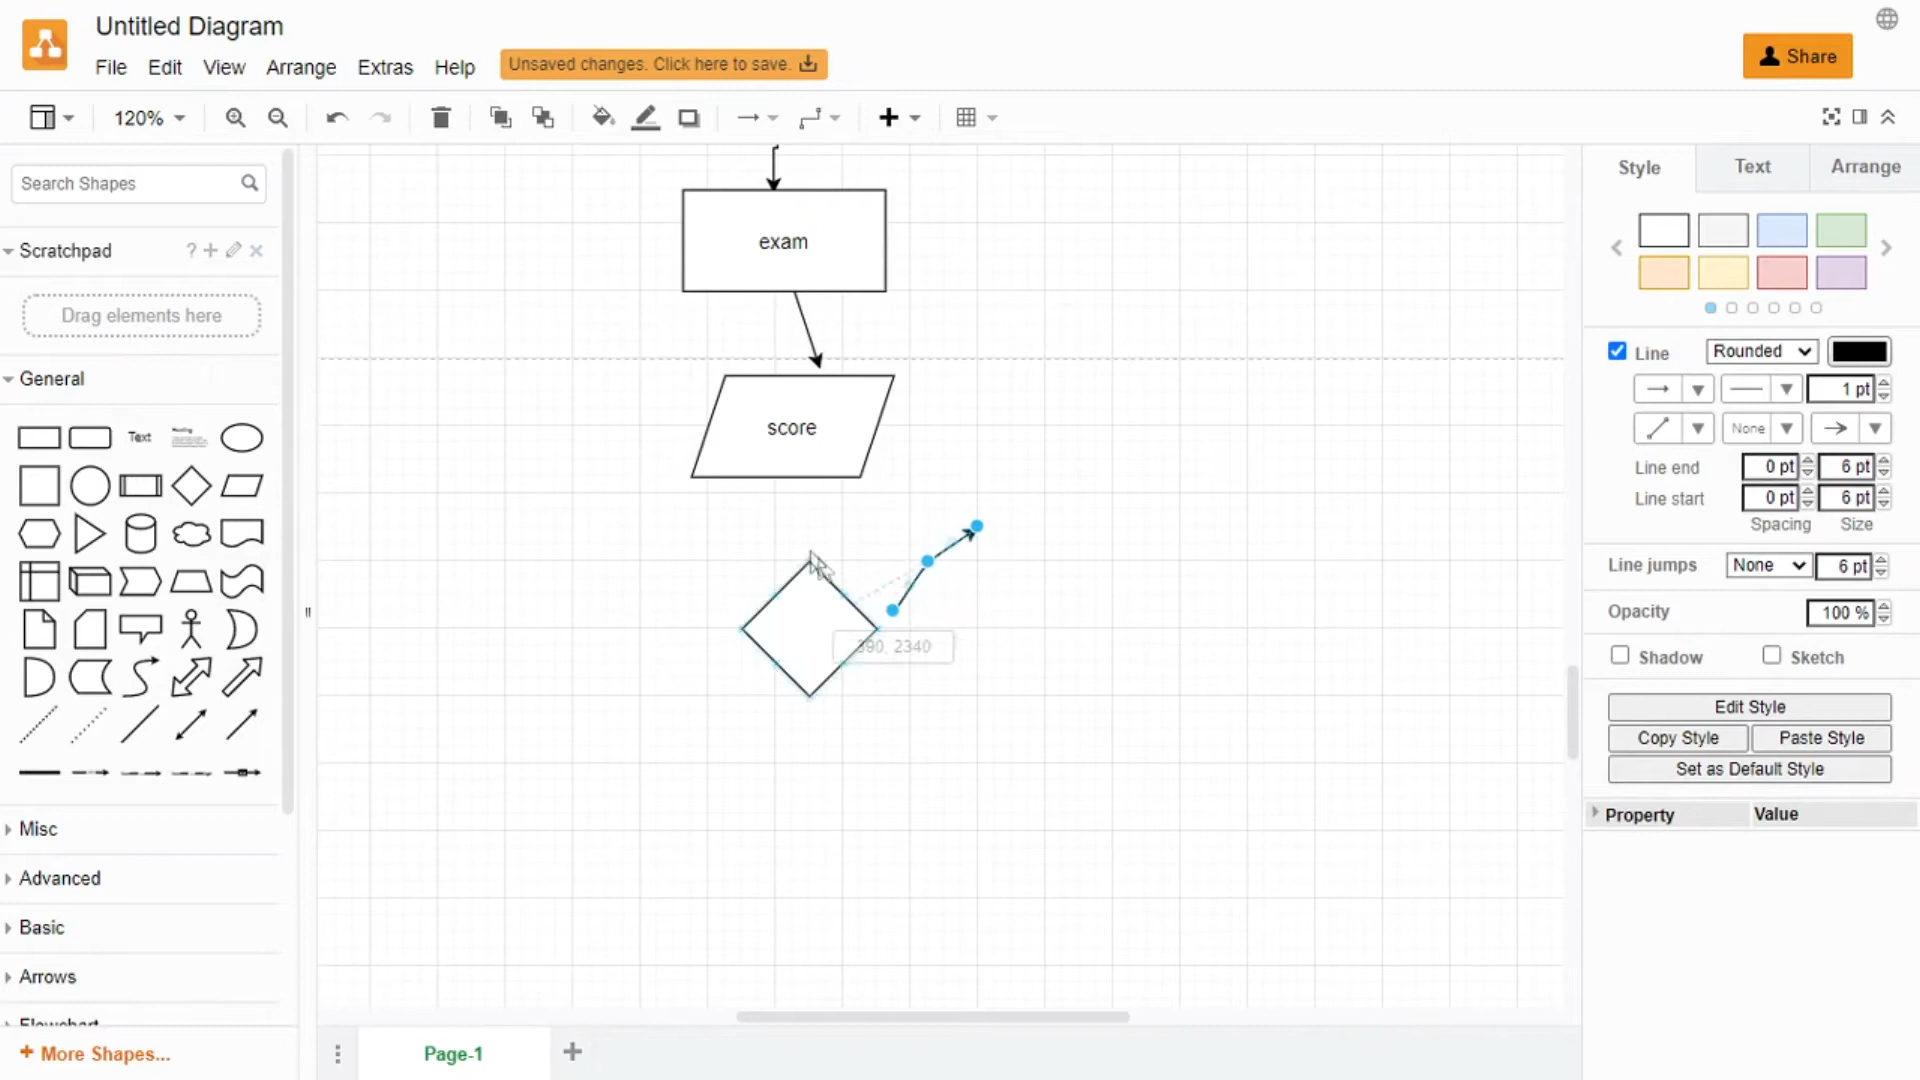 Untitled Diagram
File Edit View Arrange Extras Help Unsaved changes. Click here to save.
Share
120%
Search Shapes
Scratchpad ?
Drag elements here
General
Text
Heading
Misc
Advanced
Basic
Arrows
Flowchart
+ More Shapes...
exam
score
390, 2340
Page-1
Style Text Arrange
Line Rounded
1 pt
None
Line end 0 pt 6 pt
Line start 0 pt 6 pt
Spacing Size
Line jumps None 6 pt
Opacity 100 %
Shadow Sketch
Edit Style
Copy Style Paste Style
Set as Default Style
Property Value